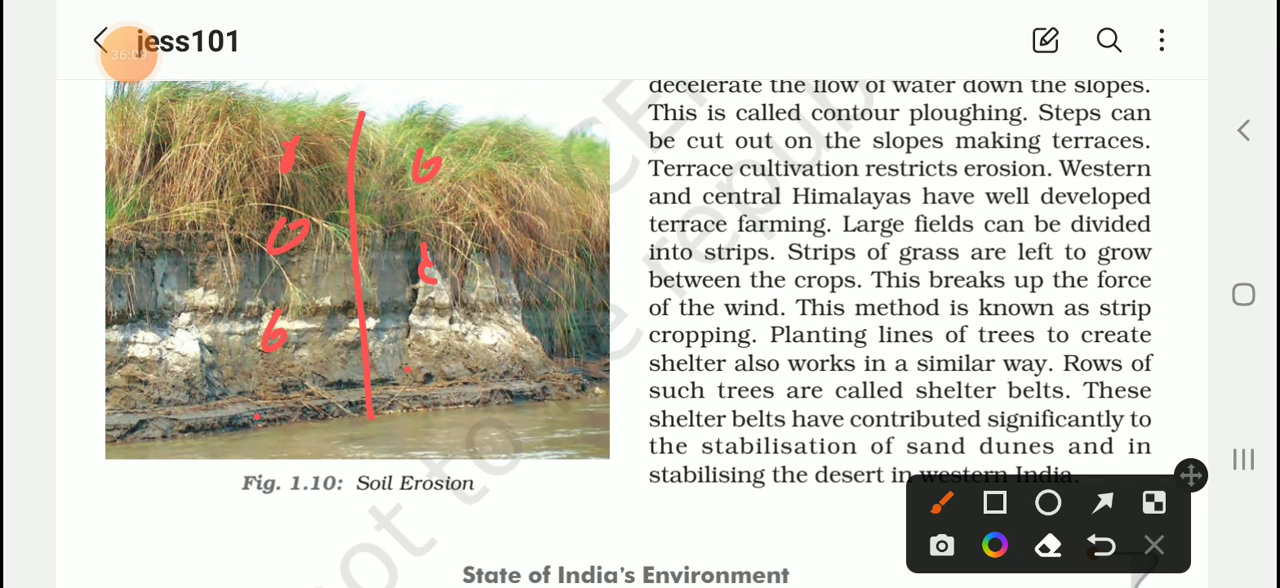 36:09
jess101
decelerate the flow of water down the slopes.
This is called contour ploughing. Steps can
be cut out on the slopes making terraces.
Terrace cultivation restricts erosion. Western
and central Himalayas have well developed
terrace farming. Large fields can be divided
into strips. Strips of grass are left to grow
between the crops. This breaks up the force
of the wind. This method is known as strip
cropping. Planting lines of trees to create
shelter also works in a similar way. Rows of
such trees are called shelter belts. These
shelter belts have contributed significantly to
the stabilisation of sand dunes and in
stabilising the desert in western India.
Fig. 1.10: Soil Erosion
State of India's Environment
not to be republ